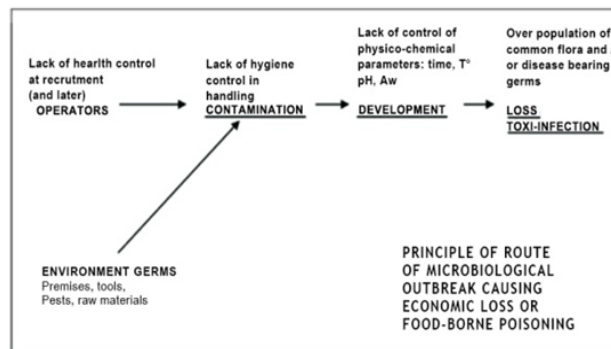 Lack of hearlth control
at recrutment
(and later)
OPERATORS
Lack of hygiene
control in
handling
CONTAMINATION
Lack of control of
physico-chemical
parameters: time, T°
pH, Aw
DEVELOPMENT
Over population of
common flora and
or disease bearing
germs
LOSS
TOXI-INFECTION
ENVIRONMENT GERMS
Premises, tools,
Pests, raw materials
PRINCIPLE OF ROUTE
OF MICROBIOLOGICAL
OUTBREAK CAUSING
ECONOMIC LOSS OR
FOOD-BORNE POISONING